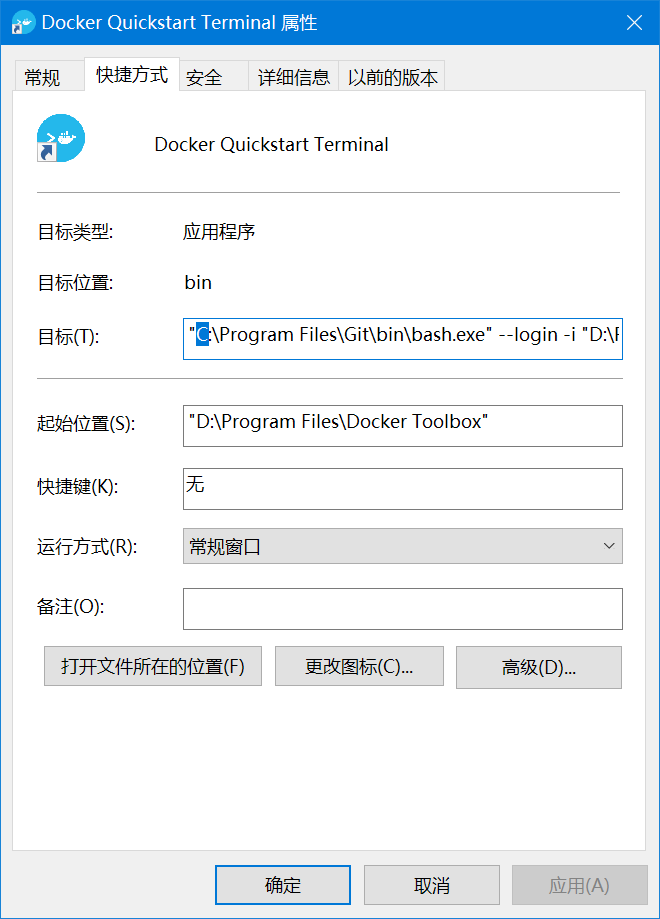 Docker Quickstart Terminal 属性
常规 快捷方式 安全 详细信息 以前的版本
Docker Quickstart Terminal
目标类型: 应用程序
目标位置: bin
目标(T): "C:\Program Files\Git\bin\bash.exe" --login -i "D:\
起始位置(S): "D:\Program Files\Docker Toolbox"
快捷键(K): 无
运行方式(R): 常规窗口
备注(O):
打开文件所在的位置(F) 更改图标(C)... 高级(D)...
确定 取消 应用(A)